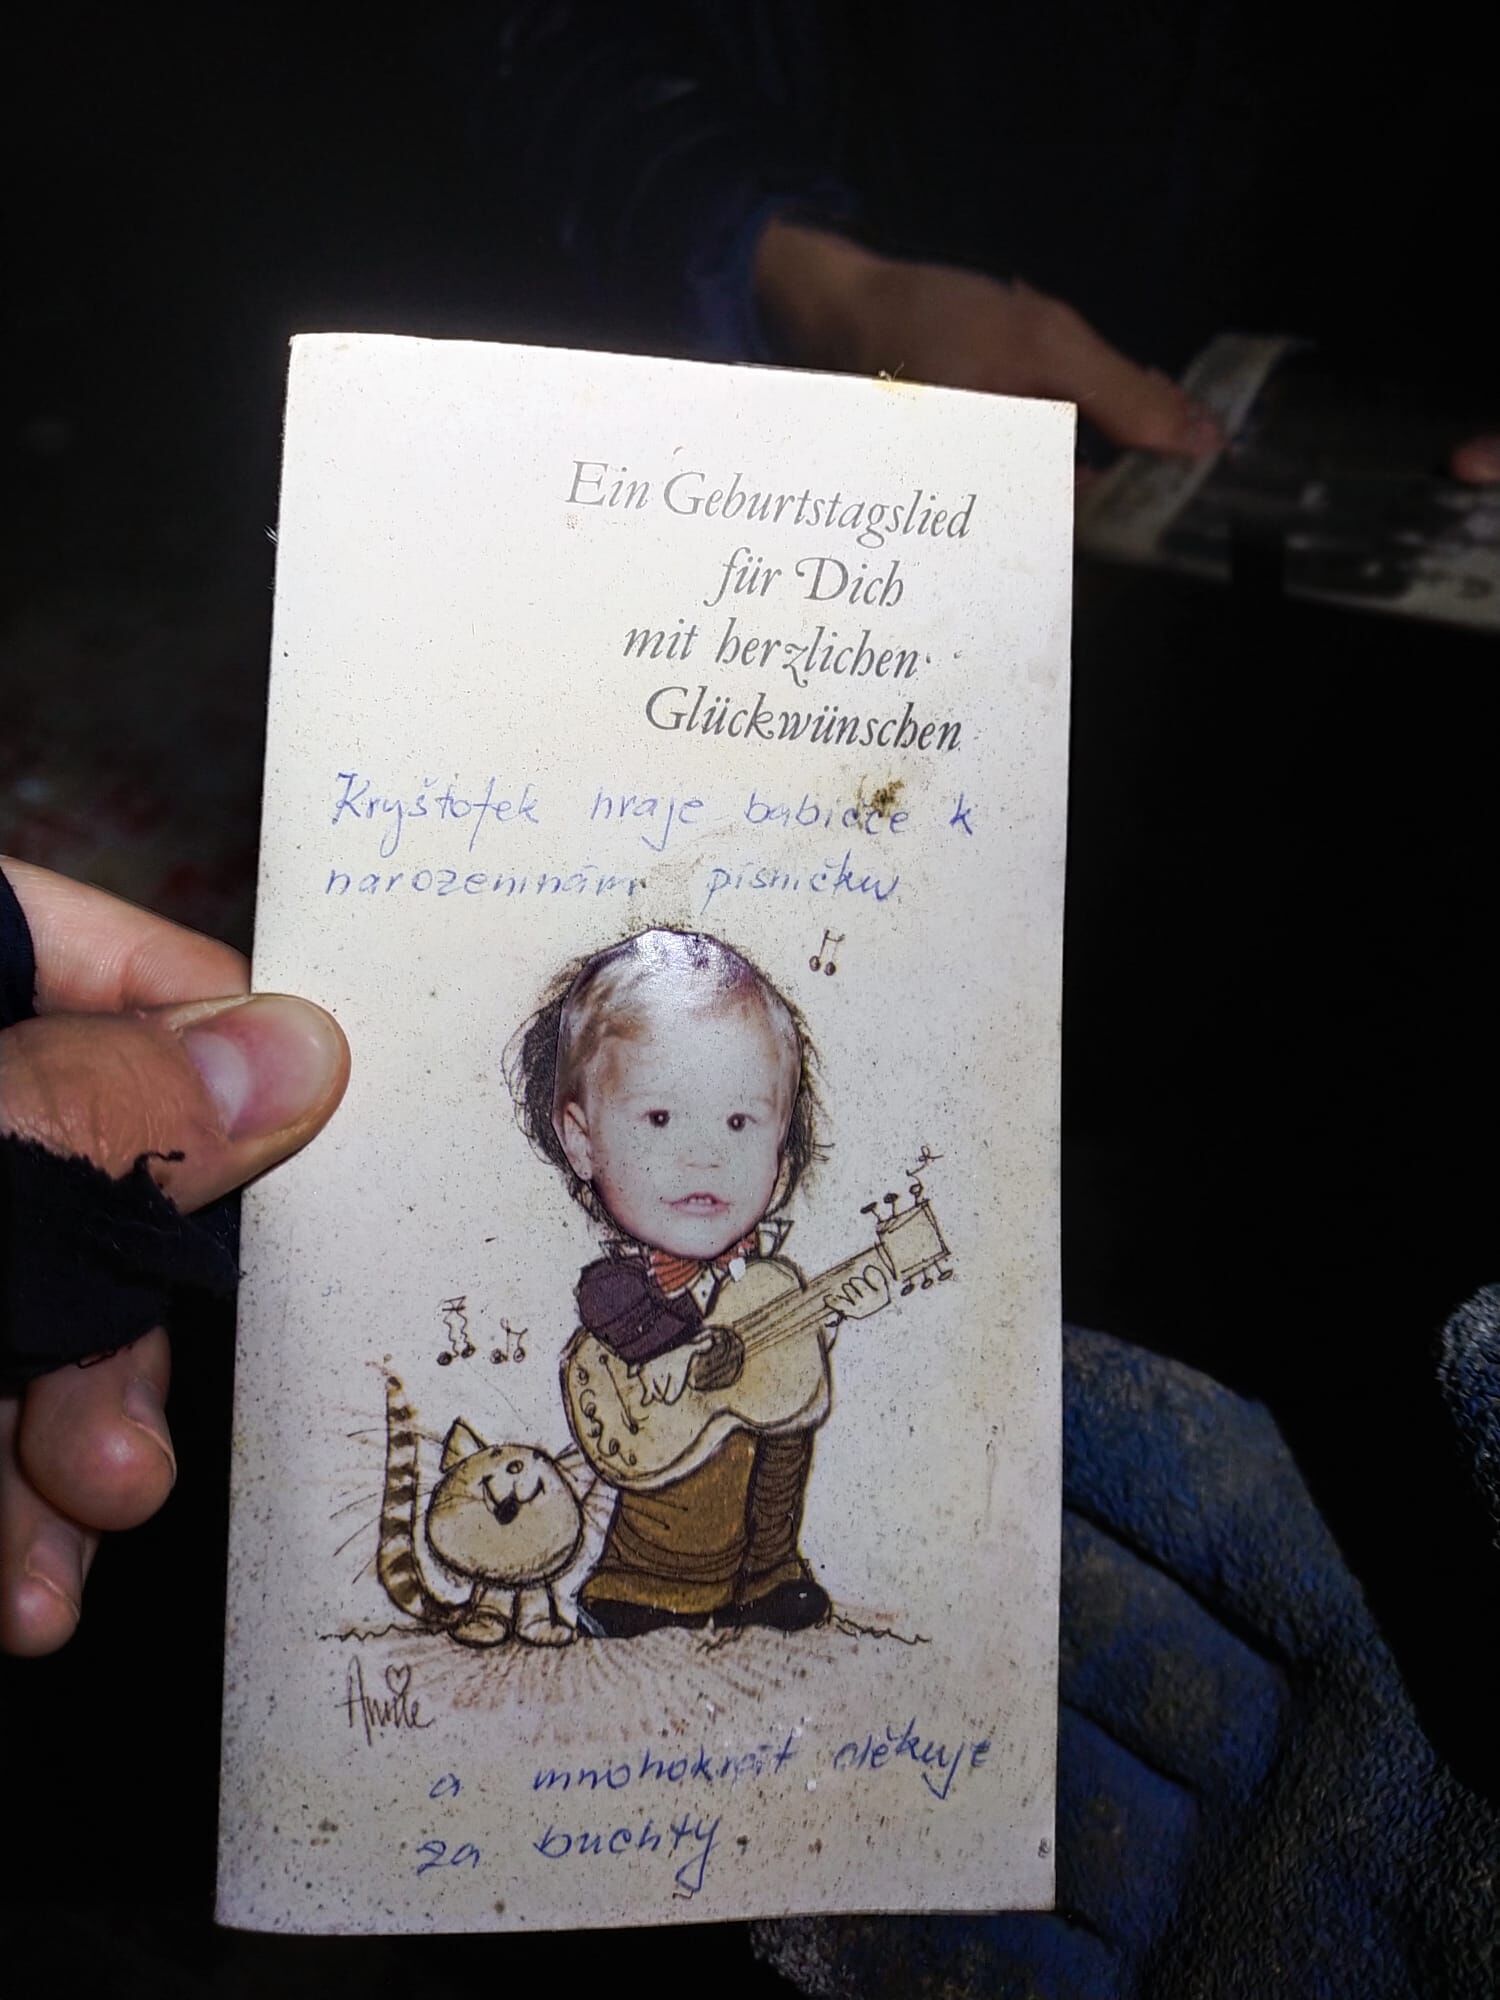 Ein Geburtstagslied
für Dich
mit herzlichen
Glückwünschen
Kryštofek hraje babičce k
narozeninám písničku
a mnohokrát děkuje
za buchty.